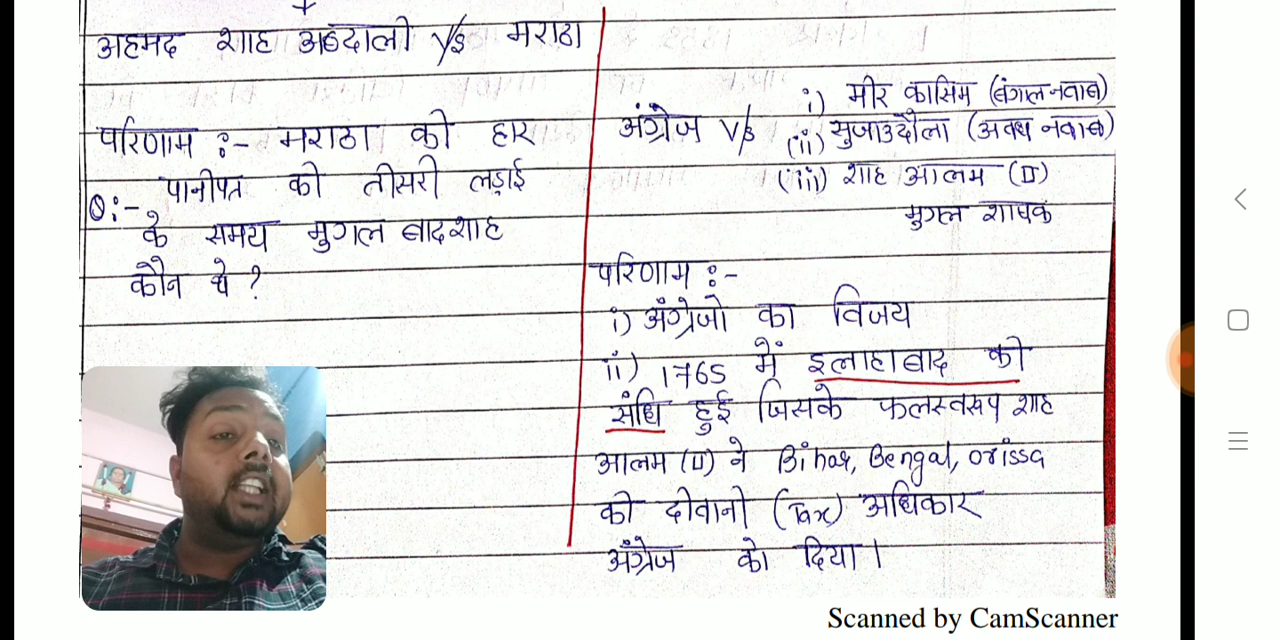 अहमद शाह अब्दाली V/s मराठा
परिणाम :- मराठा की हार
Q:- पानीपत की तीसरी लड़ाई
के समय मुगल बादशाह
कौन थे ?
i) मीर कासिम (बंगाल नवाब)
अंग्रेज V/s (ii) सुजाउदौला (अवध नवाब)
(iii) शाह आलम (II)
मुगल शाषक
परिणाम :-
i) अँग्रेजो का विजय
ii) 1765 में इलाहाबाद की
संधि हुई जिसके फलस्वरूप शाह
आलम (II) ने Bihar, Bengal, orissa
की दीवानी (Tax) अधिकार
अँग्रेज को दिया ।
Scanned by CamScanner